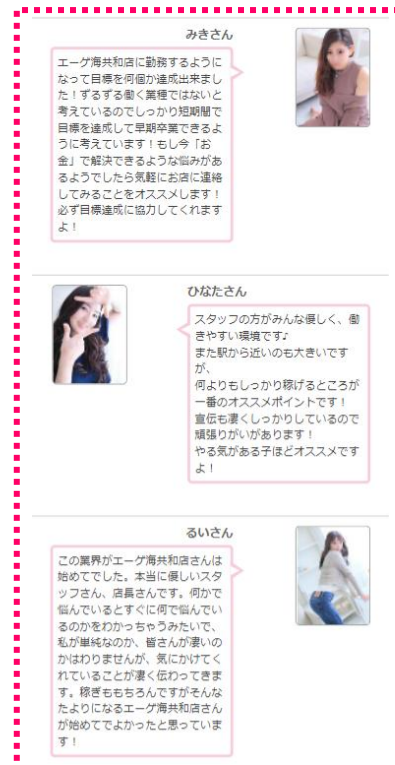 みきさん
エーゲ海共和店に勤務するように
なって目標を何個か達成出来まし
た！ずるずる働く業種ではないと
考えているのでしっかり短期間で
目標を達成して早期卒業できるよ
うに考えています！もし今「お
金」で解決できるような悩みがあ
るようでしたら気軽にお店に連絡
してみることをオススメします！
必ず目標達成に協力してくれます
よ！
ひなたさん
スタッフの方がみんな優しく、働
きやすい環境です♪
また駅から近いのも大きいです
が、
何よりもしっかり稼げるところが
一番のオススメポイントです！
宣伝も凄くしっかりしているので
頑張りがいがあります！
やる気がある子ほどオススメです
よ！
るいさん
この業界がエーゲ海共和店さんは
始めてでした。本当に優しいスタ
ッフさん、店長さんです。何かで
悩んでいるとすぐに何で悩んでい
るのかをわかっちゃうみたいで、
私が単純なのか、皆さんが凄いの
かはわりませんが、気にかけてく
れていることが凄く伝わってきま
す。稼ぎももちろんですがそんな
たよりになるエーゲ海共和店さん
が始めてでよかったと思っていま
す！